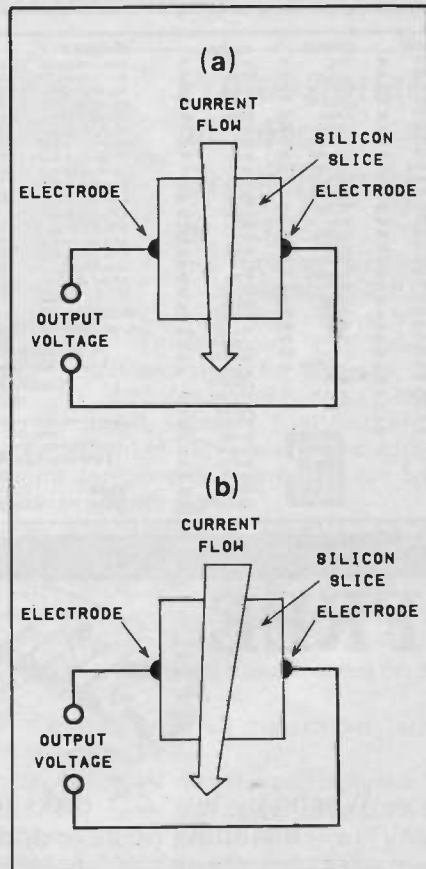 (a)
CURRENT
FLOW
SILICON
SLICE
ELECTRODE
ELECTRODE
OUTPUT
VOLTAGE
(b)
CURRENT
FLOW
SILICON
SLICE
ELECTRODE
ELECTRODE
OUTPUT
VOLTAGE